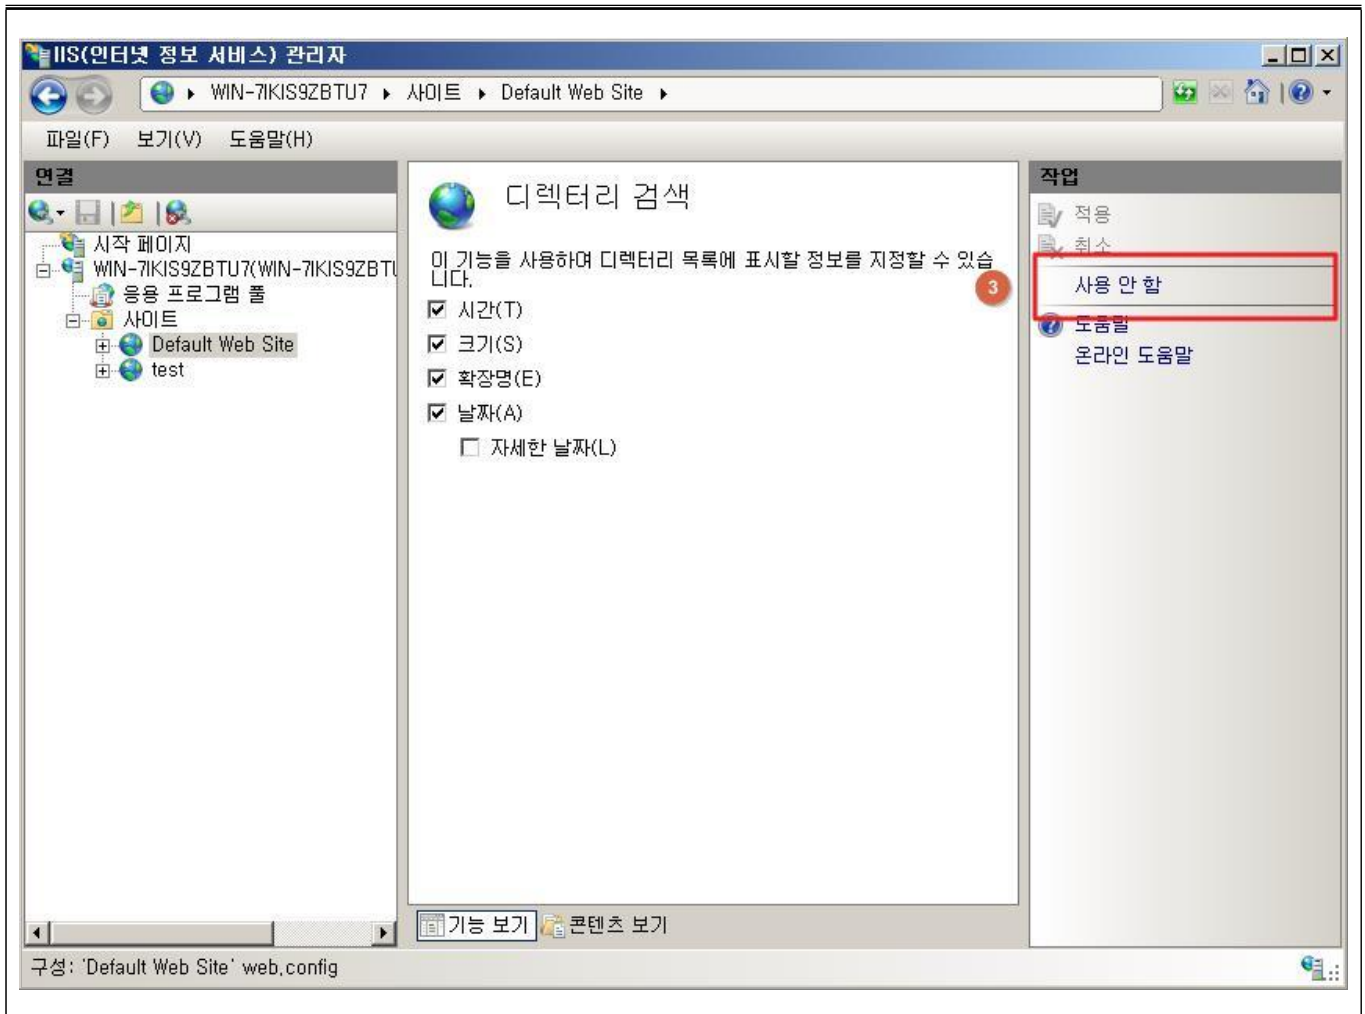 IIS(인터넷 정보 서비스) 관리자
WIN-7IKIS9ZBTU7 ▸ 사이트 ▸ Default Web Site ▸
파일(F) 보기(V) 도움말(H)
연결
시작 페이지
WIN-7IKIS9ZBTU7(WIN-7IKIS9ZBTU
응용 프로그램 풀
사이트
Default Web Site
test
디렉터리 검색
이 기능을 사용하여 디렉터리 목록에 표시할 정보를 지정할 수 있습
니다.
시간(T)
크기(S)
확장명(E)
날짜(A)
자세한 날짜(L)
기능 보기 콘텐츠 보기
작업
적용
취소
3
사용 안 함
도움말
온라인 도움말
구성: 'Default Web Site' web.config